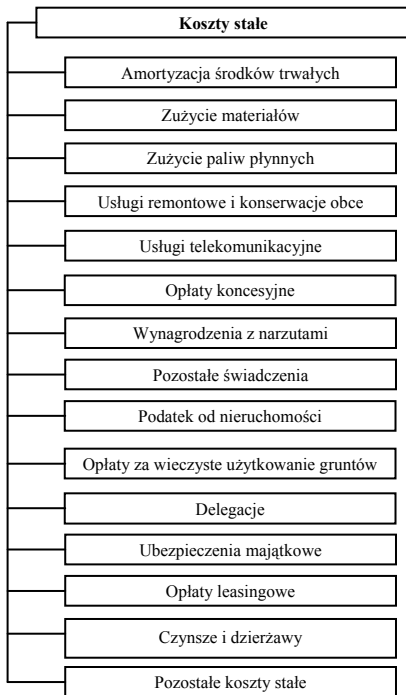 Koszty stałe
Amortyzacja środków trwałych
Zużycie materiałów
Zużycie paliw płynnych
Usługi remontowe i konserwacje obce
Usługi telekomunikacyjne
Opłaty koncesyjne
Wynagrodzenia z narzutami
Pozostałe świadczenia
Podatek od nieruchomości
Opłaty za wieczyste użytkowanie gruntów
Delegacje
Ubezpieczenia majątkowe
Opłaty leasingowe
Czynsze i dzierżawy
Pozostałe koszty stałe